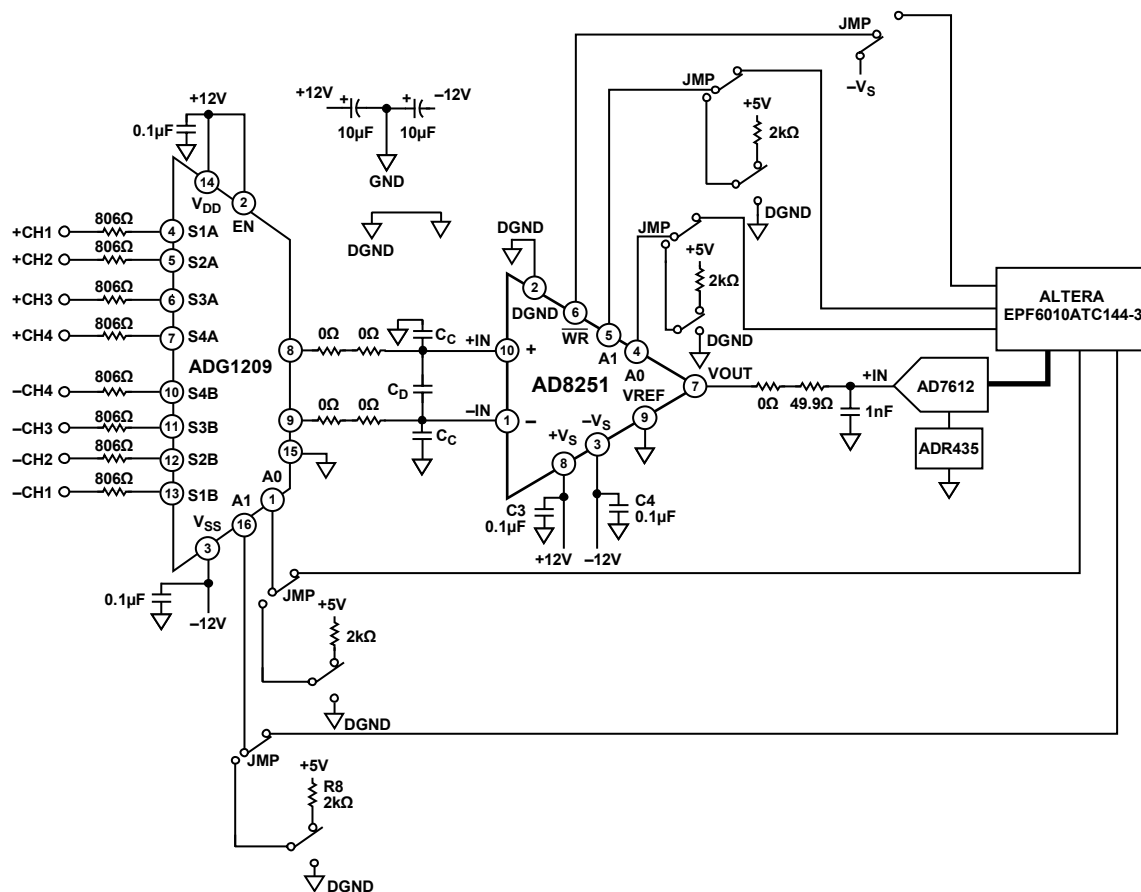 JMP
–VS
JMP
+5V
2kΩ
DGND
+12V
0.1µF
+12V
–12V
10µF
10µF
GND
DGND
14
VDD
2
EN
806Ω
+CH1
4
S1A
806Ω
+CH2
5
S2A
806Ω
+CH3
6
S3A
806Ω
+CH4
7
S4A
ADG1209
806Ω
–CH4
10
S4B
806Ω
–CH3
11
S3B
806Ω
–CH2
12
S2B
806Ω
–CH1
13
S1B
8
0Ω
0Ω
9
0Ω
0Ω
15
A0
1
A1
16
VSS
3
0.1µF
–12V
CC
CD
CC
+IN
10
+
–IN
1
–
AD8251
DGND
2
DGND
6
WR
5
A1
4
A0
JMP
+5V
2kΩ
DGND
7
VOUT
VREF
9
–VS
3
+VS
8
C3
0.1µF
C4
0.1µF
+12V
–12V
0Ω
49.9Ω
+IN
1nF
AD7612
ADR435
ALTERA
EPF6010ATC144-3
JMP
+5V
2kΩ
DGND
JMP
+5V
R8
2kΩ
DGND